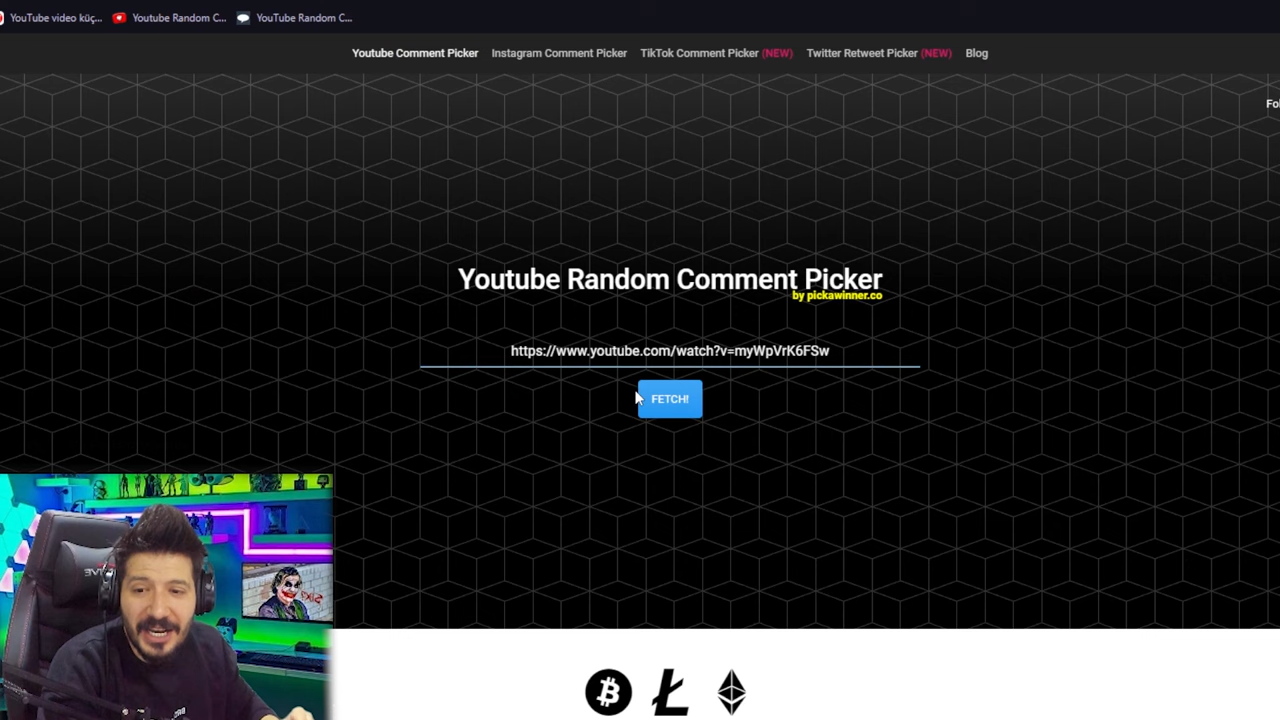 YouTube video küç...
Youtube Random C...
YouTube Random C...
Youtube Comment Picker
Instagram Comment Picker
TikTok Comment Picker (NEW)
Twitter Retweet Picker (NEW)
Blog
Youtube Random Comment Picker
by pickawinner.co
https://www.youtube.com/watch?v=myWpVrK6FSw
FETCH!